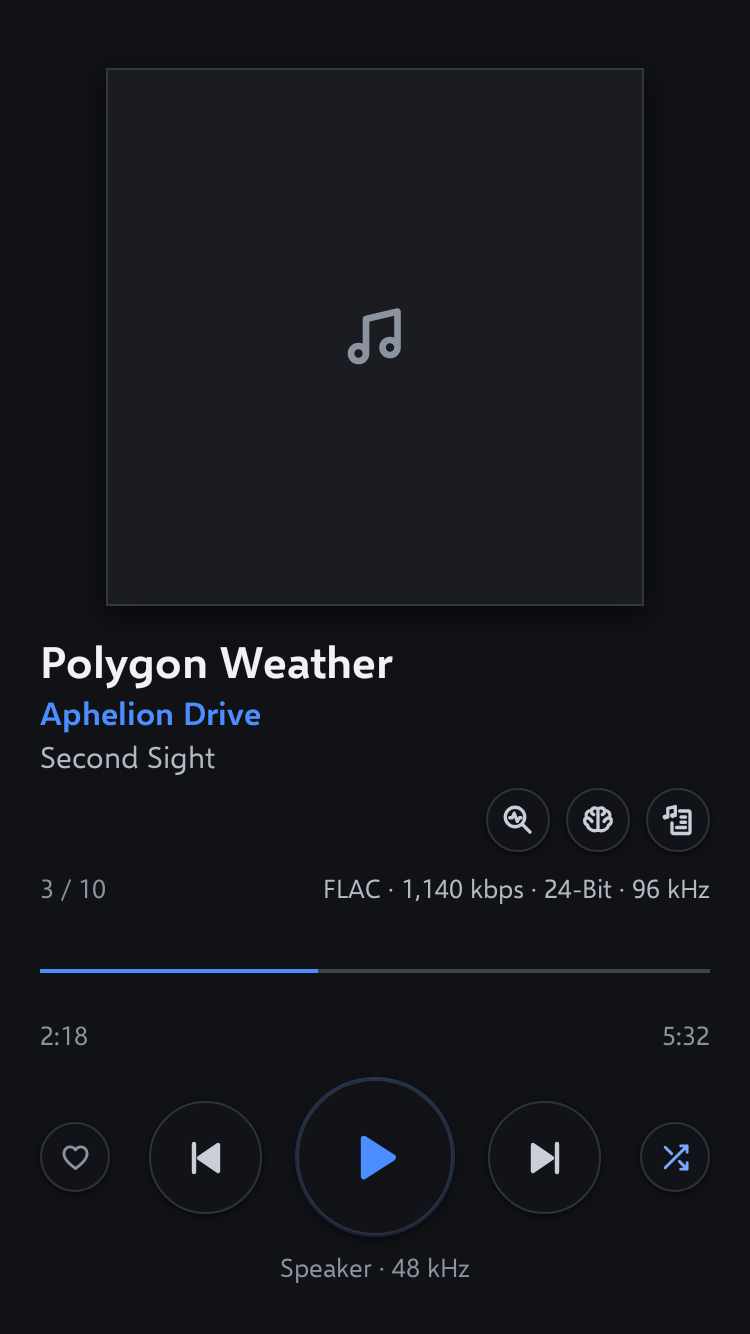 Polygon Weather
Aphelion Drive
Second Sight
3 / 10
FLAC · 1,140 kbps · 24-Bit · 96 kHz
2:18
5:32
Speaker · 48 kHz